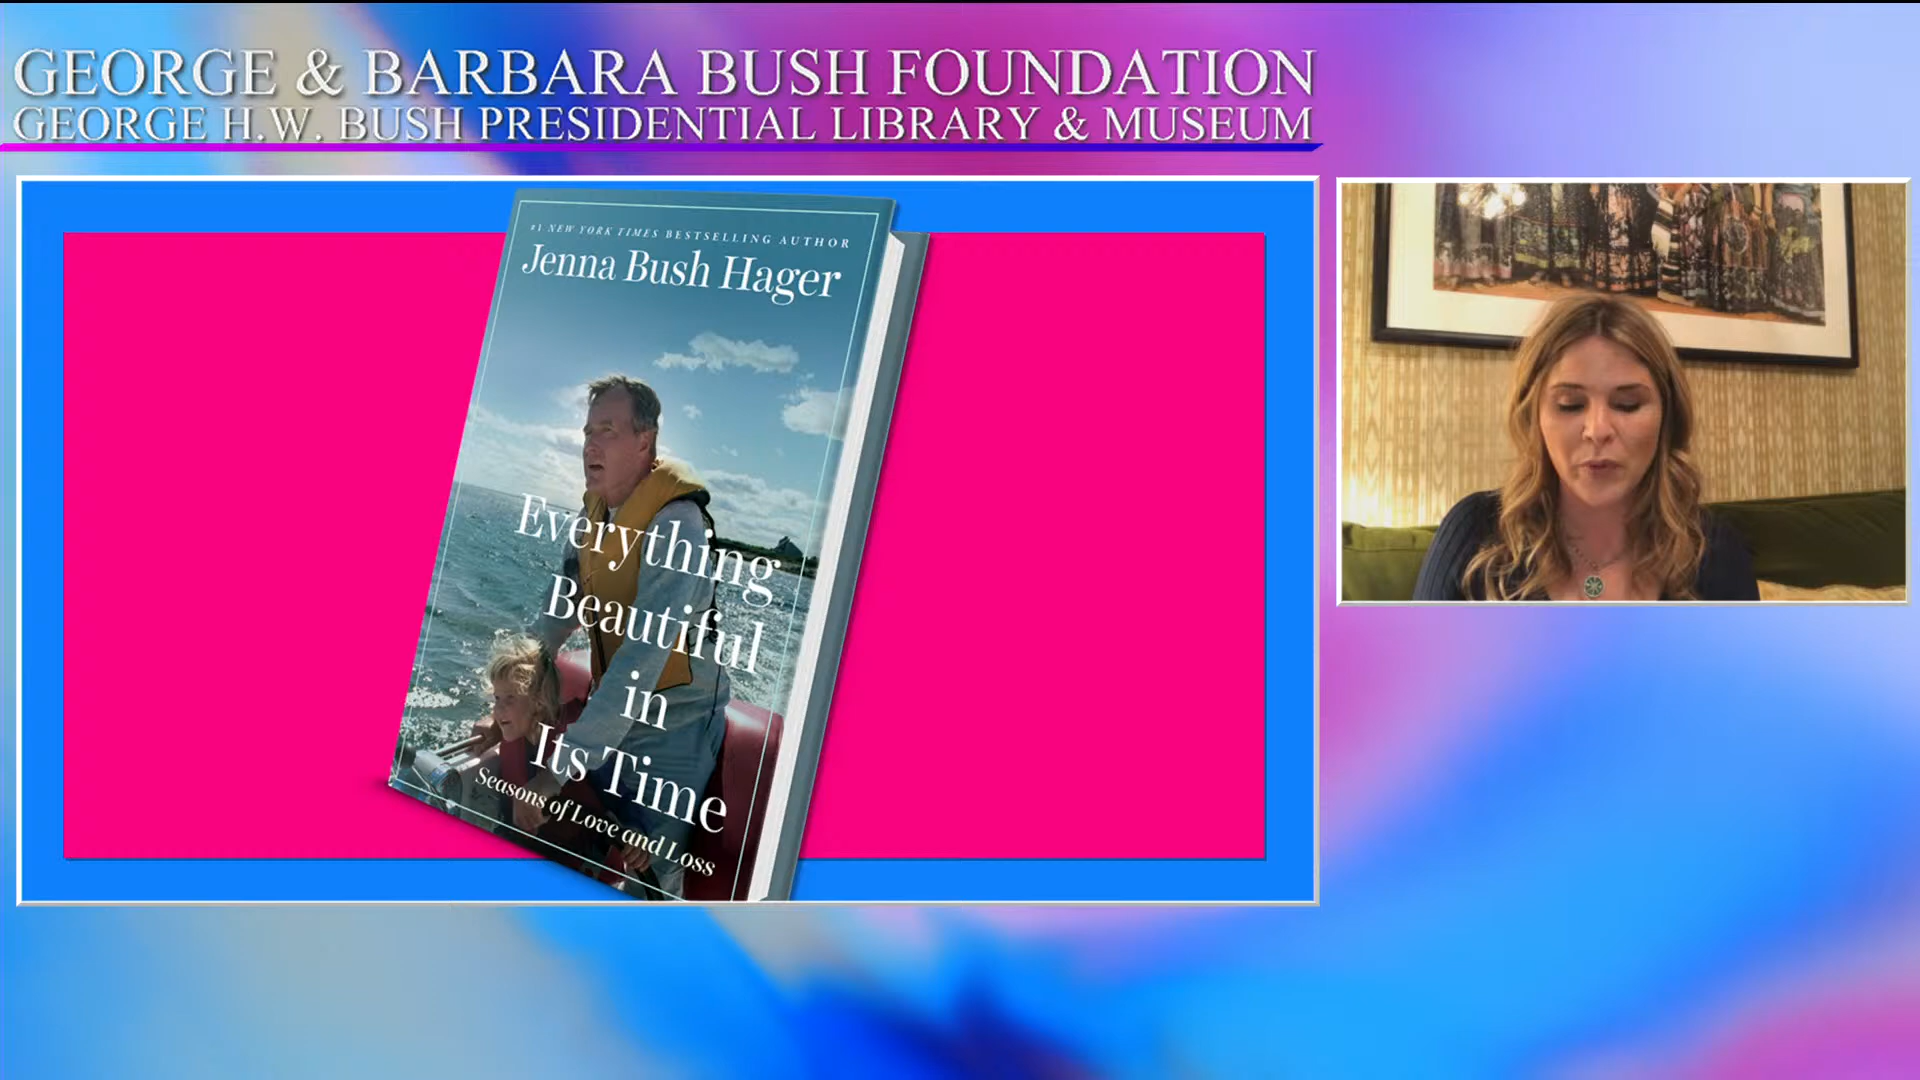 GEORGE & BARBARA BUSH FOUNDATION
GEORGE H.W. BUSH PRESIDENTIAL LIBRARY & MUSEUM
#1 NEW YORK TIMES BESTSELLING AUTHOR
Jenna Bush Hager
Everything
Beautiful
in
Its Time
Seasons of Love and Loss